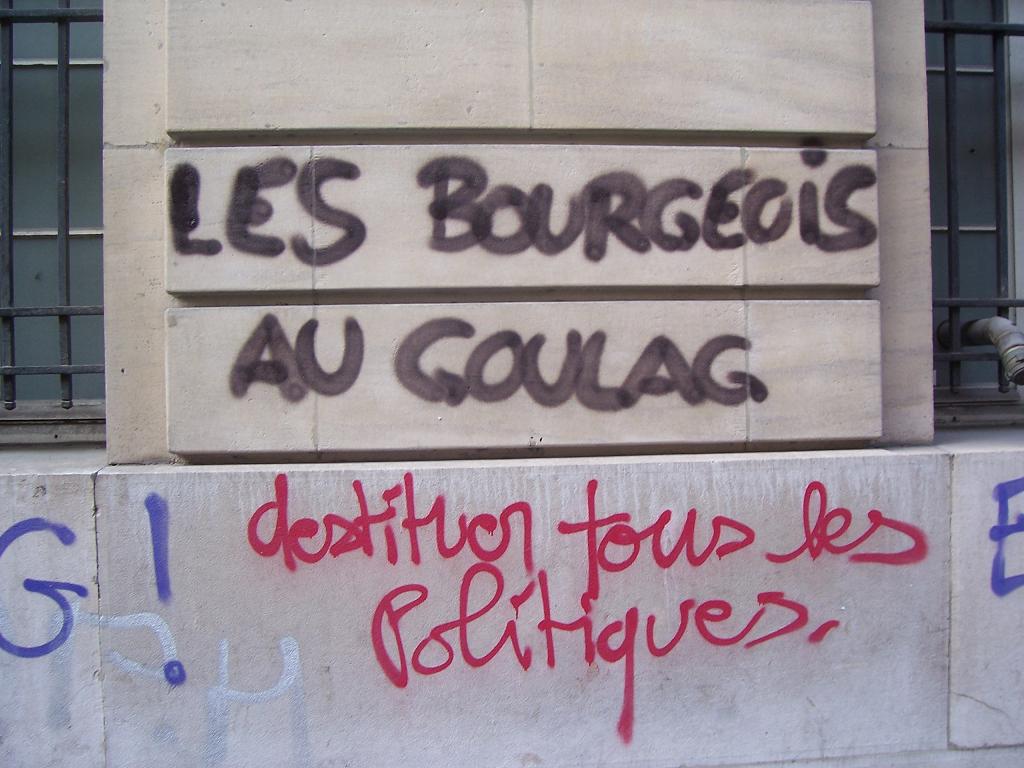 LES BOURGEOIS
AU GOULAG
G!
destituer tous les
Politiques.
E